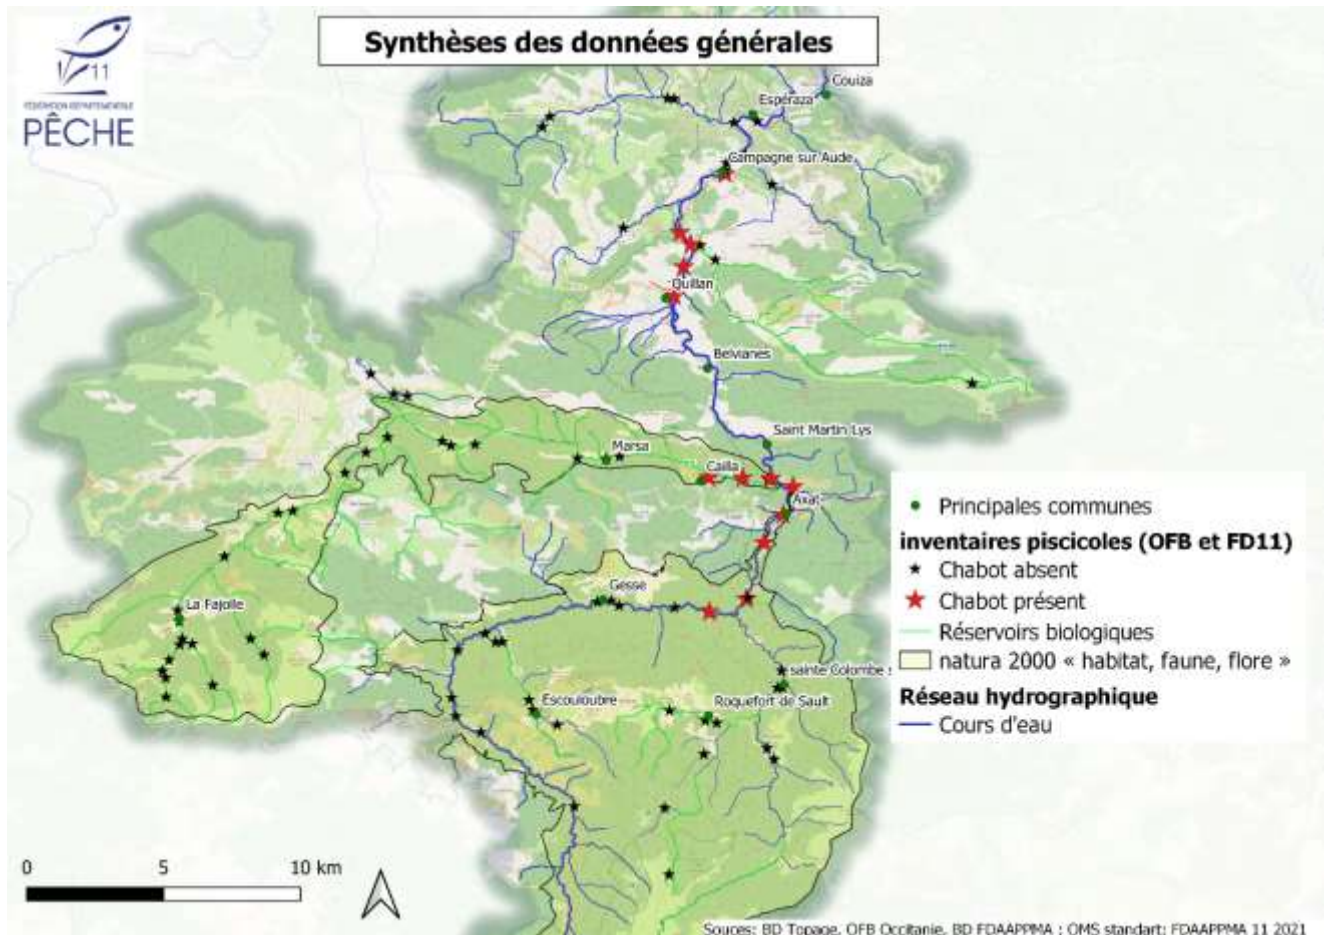 Synthèses des données générales
11
FÉDÉRATION DÉPARTEMENTALE
PÊCHE
Couiza
Espéraza
Campagne sur Aude
Quillan
Belvianes
Saint Martin Lys
Marsa
Cailla
Axat
Gesse
La Fajolle
sainte Colombe s
Escouloubre
Roquefort de Sault
Principales communes
inventaires piscicoles (OFB et FD11)
Chabot absent
Chabot présent
Réservoirs biologiques
natura 2000 « habitat, faune, flore »
Réseau hydrographique
Cours d'eau
0 5 10 km
Souces: BD Topage, OFB Occitanie, BD FDAAPPMA ; OMS standart: FDAAPPMA 11 2021